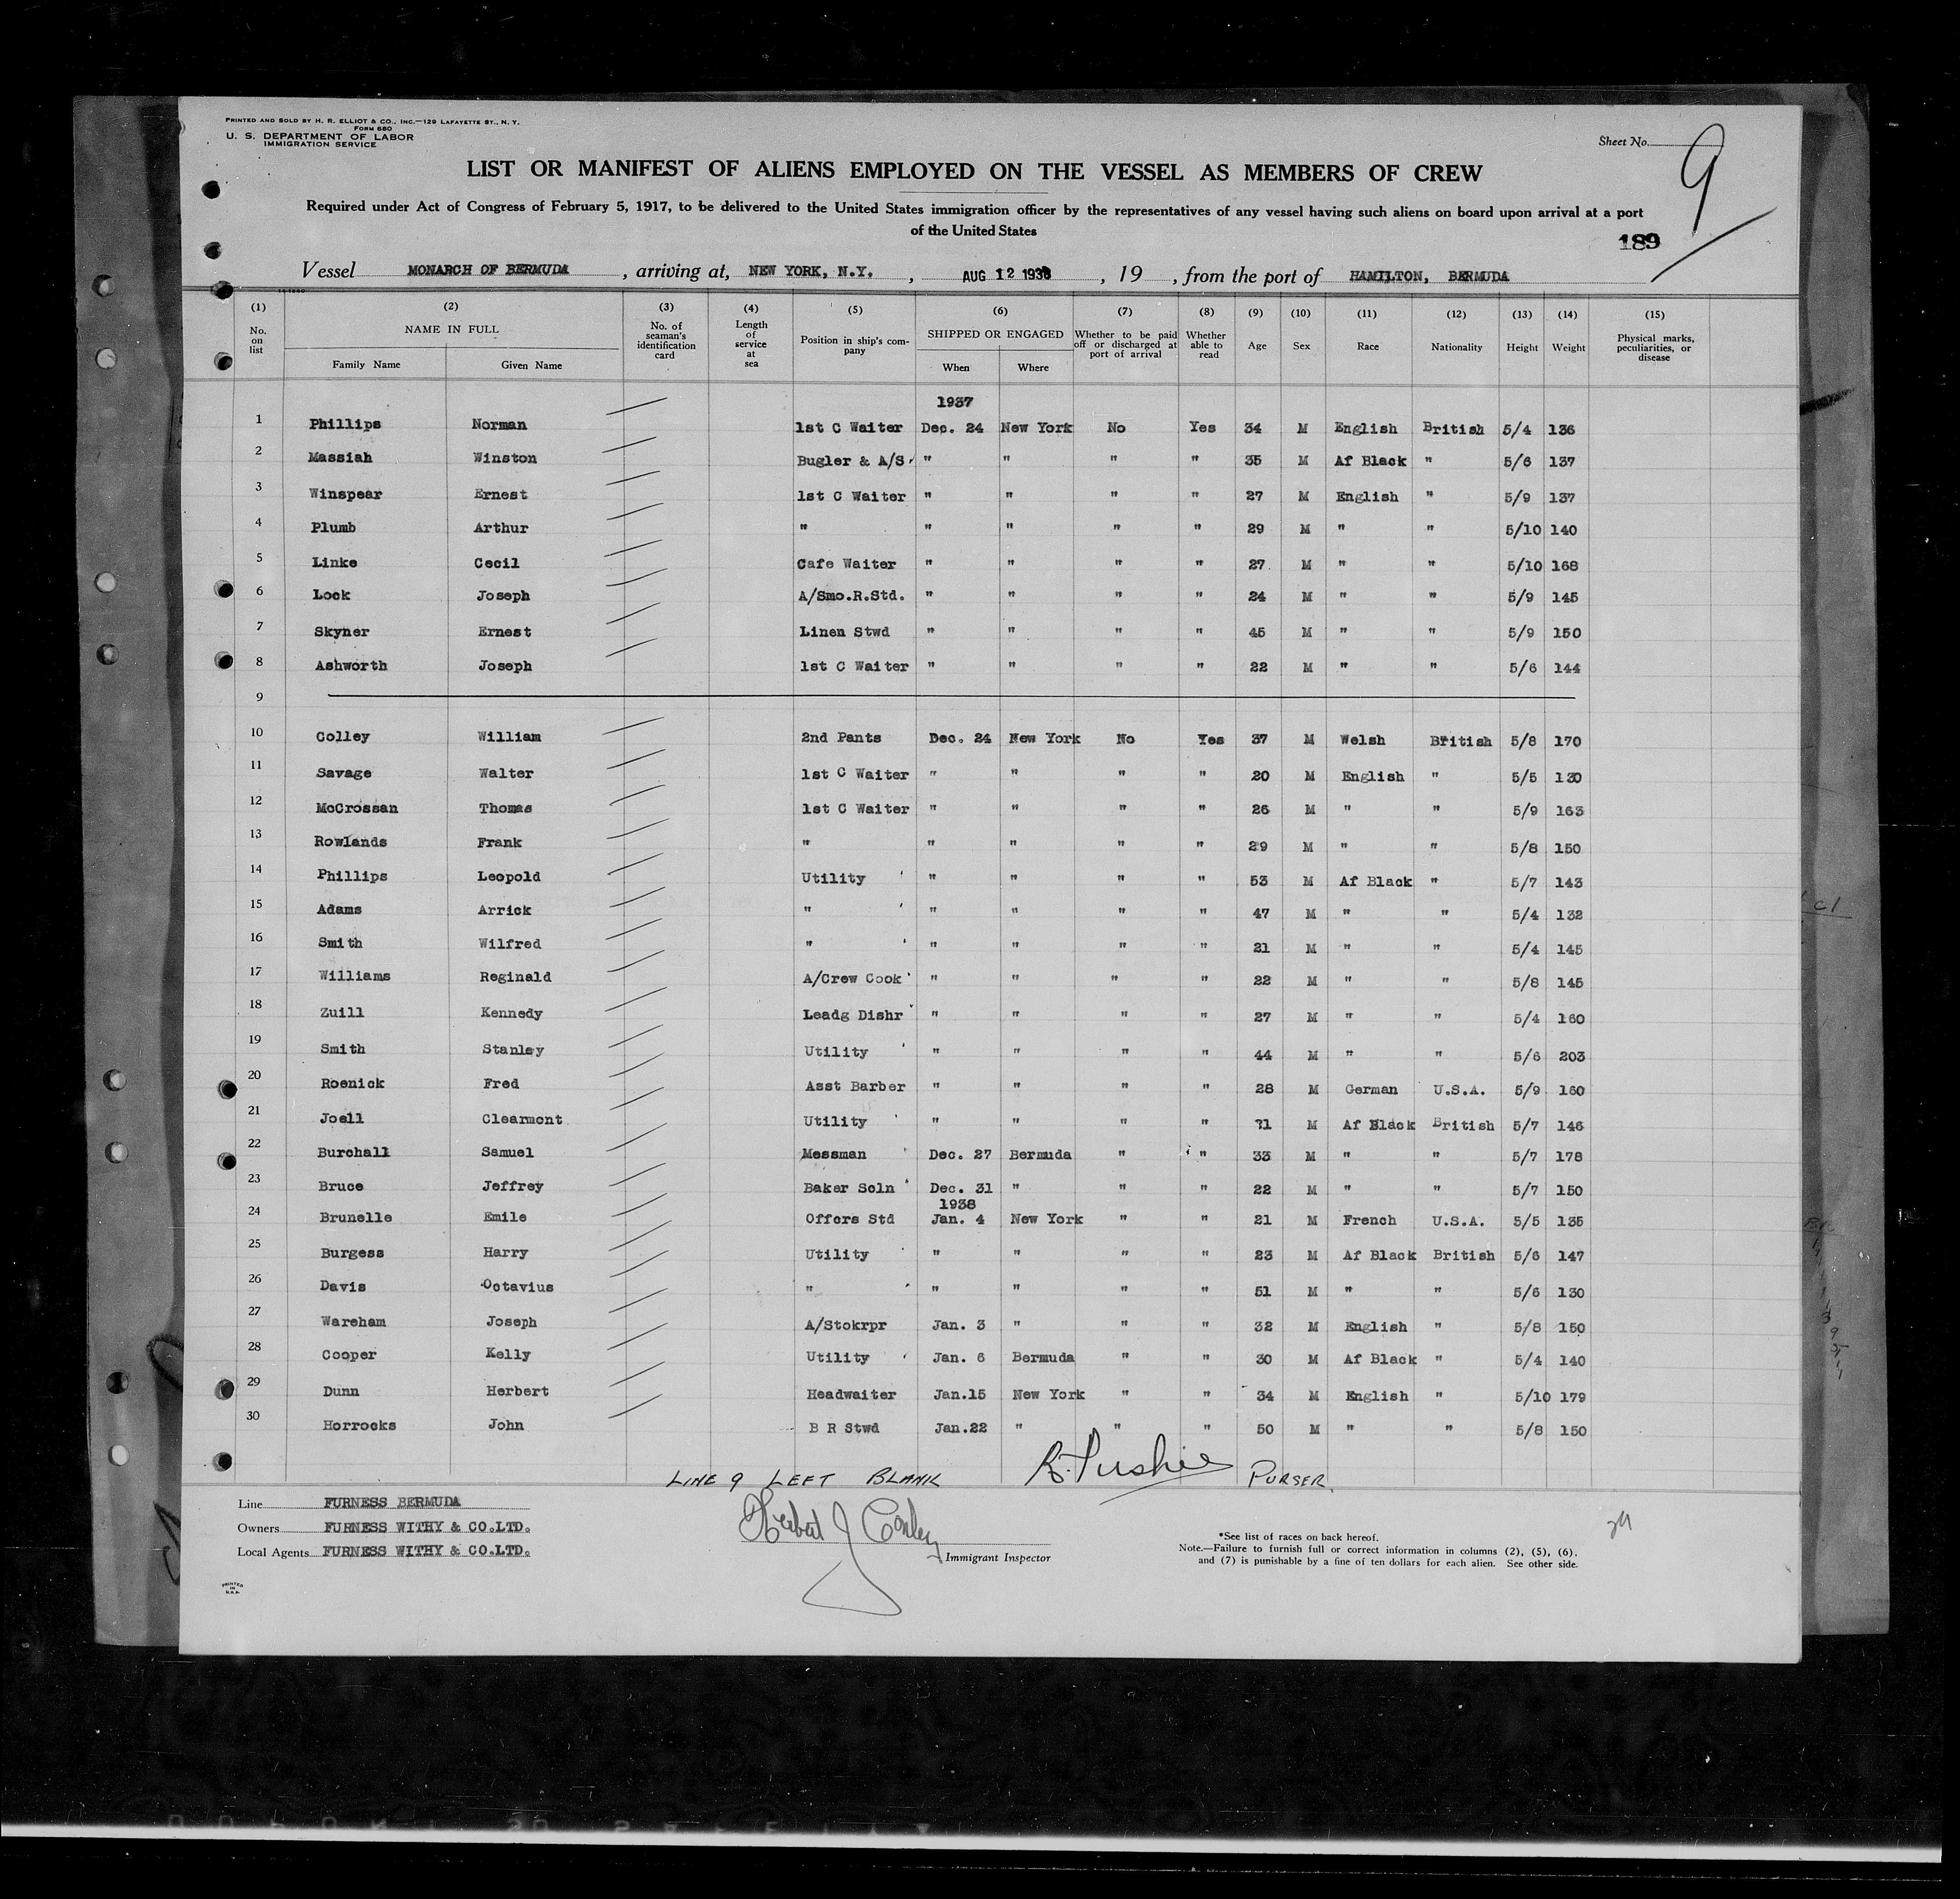 PRINTED AND SOLD BY H. R. ELLIOT & CO., INC.—129 LAFAYETTE ST., N. Y.
FORM 680
U. S. DEPARTMENT OF LABOR
IMMIGRATION SERVICE
Sheet No. 9
LIST OR MANIFEST OF ALIENS EMPLOYED ON THE VESSEL AS MEMBERS OF CREW
Required under Act of Congress of February 5, 1917, to be delivered to the United States immigration officer by the representatives of any vessel having such aliens on board upon arrival at a port
of the United States
189
Vessel MONARCH OF BERMUDA, arriving at, NEW YORK, N.Y., AUG 12 1938, 19 , from the port of HAMILTON, BERMUDA
(1) (2) (3) (4) (5) (6) (7) (8) (9) (10) (11) (12) (13) (14) (15)
No. on list NAME IN FULL Family Name Given Name No. of seaman's identification card Length of service at sea Position in ship's company SHIPPED OR ENGAGED When Where Whether to be paid off or discharged at port of arrival Whether able to read Age Sex Race Nationality Height Weight Physical marks, peculiarities, or disease
1937
1 Phillips Norman 1st C Waiter Dec. 24 New York No Yes 34 M English British 5/4 136
2 Massiah Winston Bugler & A/S " " " " 35 M Af Black " 5/6 137
3 Winspear Ernest 1st C Waiter " " " " 27 M English " 5/9 137
4 Plumb Arthur " " " " " 29 M " " 5/10 140
5 Linke Cecil Cafe Waiter " " " " 27 M " " 5/10 168
6 Lock Joseph A/Smo.R.Std. " " " " 24 M " " 5/9 145
7 Skyner Ernest Linen Stwd " " " " 45 M " " 5/9 150
8 Ashworth Joseph 1st C Waiter " " " " 22 M " " 5/6 144
9
10 Colley William 2nd Pants Dec. 24 New York No Yes 37 M Welsh British 5/8 170
11 Savage Walter 1st C Waiter " " " " 20 M English " 5/5 130
12 McCrossan Thomas 1st C Waiter " " " " 26 M " " 5/9 163
13 Rowlands Frank " " " " " 29 M " " 5/8 150
14 Phillips Leopold Utility " " " " 53 M Af Black " 5/7 143
15 Adams Arrick " " " " " 47 M " " 5/4 132
16 Smith Wilfred " " " " " 21 M " " 5/4 145
17 Williams Reginald A/Crew Cook " " " " 22 M " " 5/8 145
18 Zuill Kennedy Leadg Dishr " " " " 27 M " " 5/4 160
19 Smith Stanley Utility " " " " 44 M " " 5/6 203
20 Roenick Fred Asst Barber " " " " 28 M German U.S.A. 5/9 160
21 Joell Clearmont Utility " " " " 31 M Af Black British 5/7 146
22 Burchall Samuel Messman Dec. 27 Bermuda " " 33 M " " 5/7 178
23 Bruce Jeffrey Baker Scln Dec. 31 " " " 22 M " " 5/7 150
1938
24 Brunelle Emile Offcrs Std Jan. 4 New York " " 21 M French U.S.A. 5/5 135
25 Burgess Harry Utility " " " " 23 M Af Black British 5/6 147
26 Davis Octavius " " " " " 51 M " " 5/6 130
27 Wareham Joseph A/Stokrpr Jan. 3 " " " 32 M English " 5/8 150
28 Cooper Kelly Utility Jan. 6 Bermuda " " 30 M Af Black " 5/4 140
29 Dunn Herbert Headwaiter Jan.15 New York " " 34 M English " 5/10 179
30 Horrocks John B R Stwd Jan.22 " " " 50 M " " 5/8 150
LINE 9 LEFT BLANK PURSER.
Line FURNESS BERMUDA
Owners FURNESS WITHY & CO.LTD.
Local Agents FURNESS WITHY & CO.LTD.
Immigrant Inspector
*See list of races on back hereof.
Note.—Failure to furnish full or correct information in columns (2), (5), (6),
and (7) is punishable by a fine of ten dollars for each alien. See other side.
29
PRINTED
IN
U.S.A.